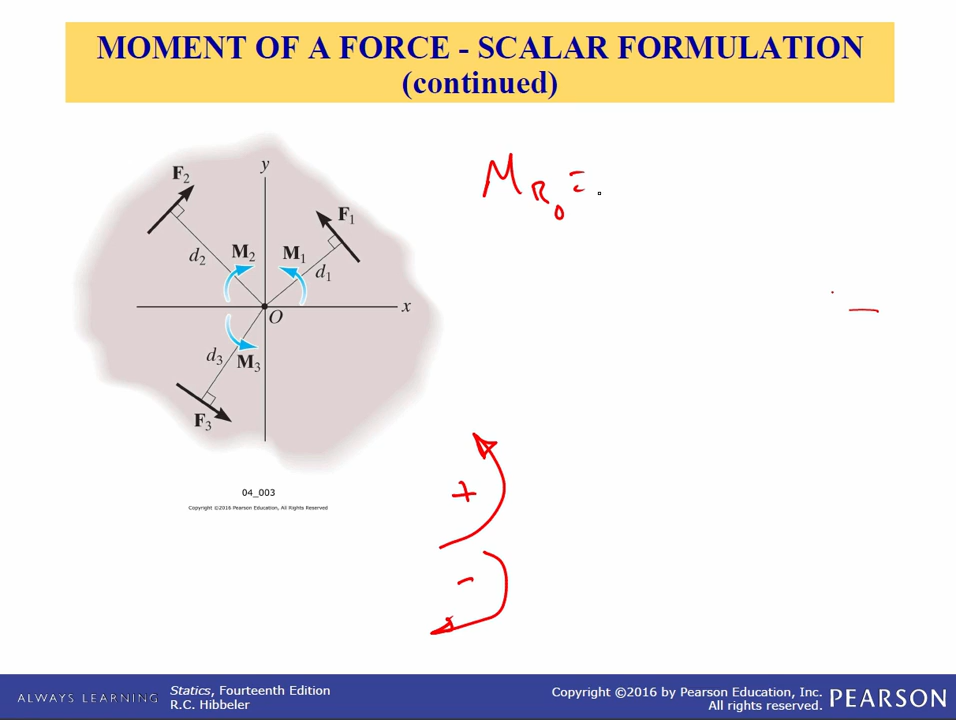 MOMENT OF A FORCE - SCALAR FORMULATION
(continued)
y
F2
F1
M2
M1
d2
d1
x
O
d3
M3
F3
M R O =
+
-
04_003
Copyright ©2016 Pearson Education, All Rights Reserved
ALWAYS LEARNING
Statics, Fourteenth Edition
R.C. Hibbeler
Copyright ©2016 by Pearson Education, Inc.
All rights reserved.
PEARSON